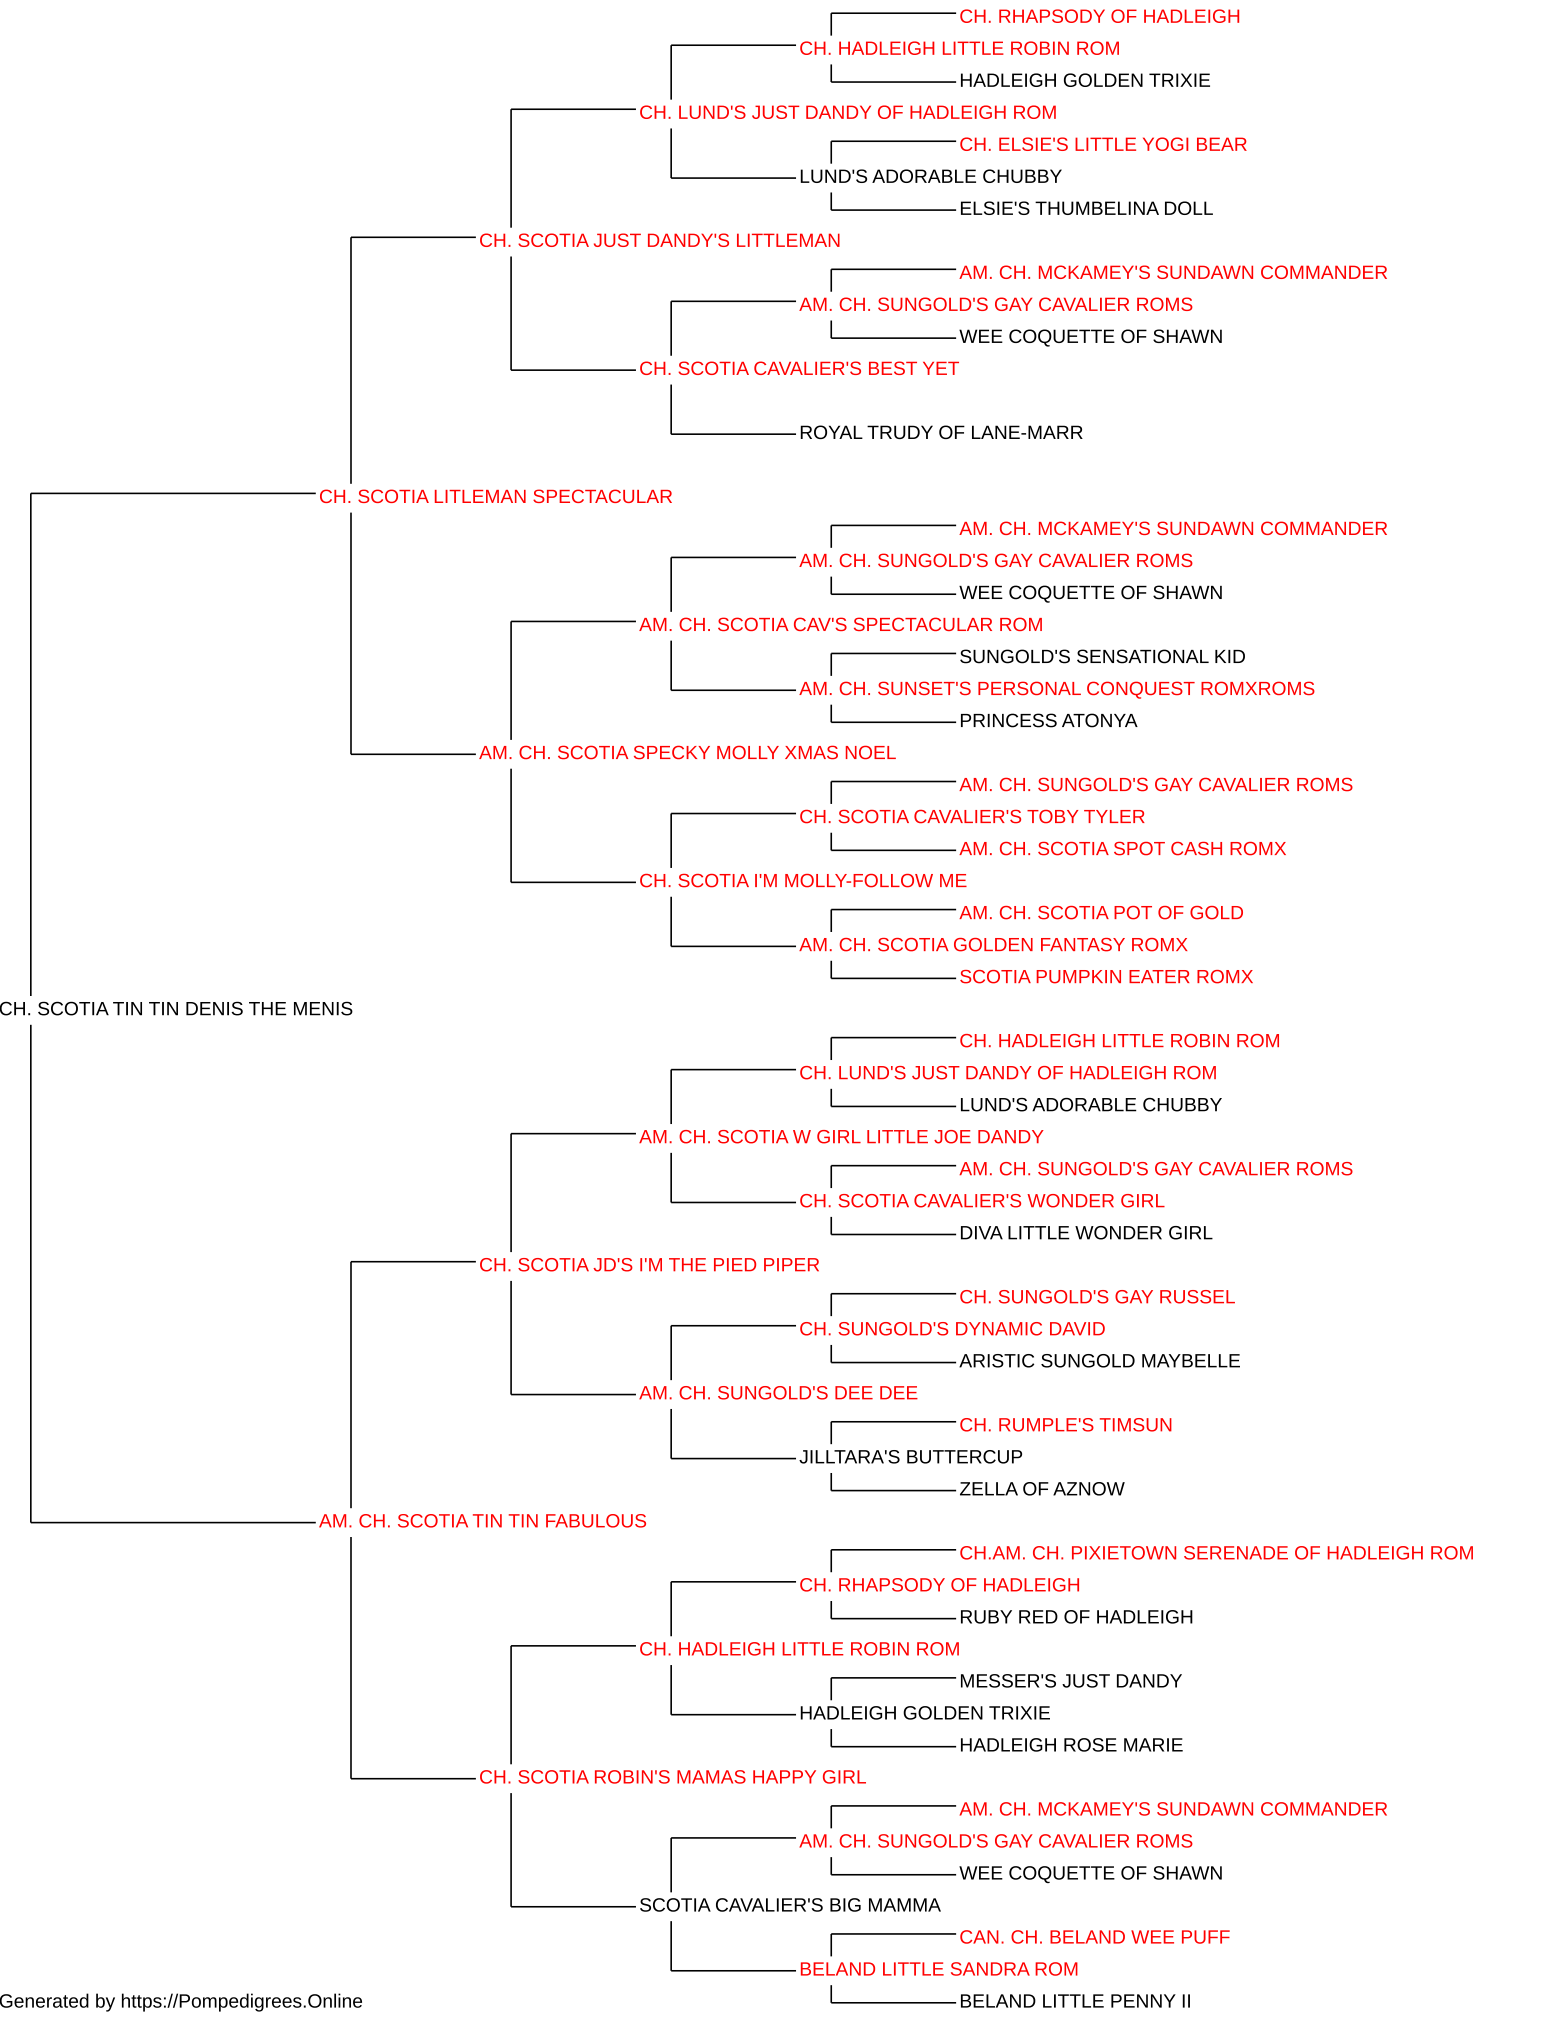 CH. RHAPSODY OF HADLEIGH
CH. HADLEIGH LITTLE ROBIN ROM
HADLEIGH GOLDEN TRIXIE
CH. LUND'S JUST DANDY OF HADLEIGH ROM
CH. ELSIE'S LITTLE YOGI BEAR
LUND'S ADORABLE CHUBBY
ELSIE'S THUMBELINA DOLL
CH. SCOTIA JUST DANDY'S LITTLEMAN
AM. CH. MCKAMEY'S SUNDAWN COMMANDER
AM. CH. SUNGOLD'S GAY CAVALIER ROMS
WEE COQUETTE OF SHAWN
CH. SCOTIA CAVALIER'S BEST YET
ROYAL TRUDY OF LANE-MARR
CH. SCOTIA LITLEMAN SPECTACULAR
AM. CH. MCKAMEY'S SUNDAWN COMMANDER
AM. CH. SUNGOLD'S GAY CAVALIER ROMS
WEE COQUETTE OF SHAWN
AM. CH. SCOTIA CAV'S SPECTACULAR ROM
SUNGOLD'S SENSATIONAL KID
AM. CH. SUNSET'S PERSONAL CONQUEST ROMXROMS
PRINCESS ATONYA
AM. CH. SCOTIA SPECKY MOLLY XMAS NOEL
AM. CH. SUNGOLD'S GAY CAVALIER ROMS
CH. SCOTIA CAVALIER'S TOBY TYLER
AM. CH. SCOTIA SPOT CASH ROMX
CH. SCOTIA I'M MOLLY-FOLLOW ME
AM. CH. SCOTIA POT OF GOLD
AM. CH. SCOTIA GOLDEN FANTASY ROMX
SCOTIA PUMPKIN EATER ROMX
CH. SCOTIA TIN TIN DENIS THE MENIS
CH. HADLEIGH LITTLE ROBIN ROM
CH. LUND'S JUST DANDY OF HADLEIGH ROM
LUND'S ADORABLE CHUBBY
AM. CH. SCOTIA W GIRL LITTLE JOE DANDY
AM. CH. SUNGOLD'S GAY CAVALIER ROMS
CH. SCOTIA CAVALIER'S WONDER GIRL
DIVA LITTLE WONDER GIRL
CH. SCOTIA JD'S I'M THE PIED PIPER
CH. SUNGOLD'S GAY RUSSEL
CH. SUNGOLD'S DYNAMIC DAVID
ARISTIC SUNGOLD MAYBELLE
AM. CH. SUNGOLD'S DEE DEE
CH. RUMPLE'S TIMSUN
JILLTARA'S BUTTERCUP
ZELLA OF AZNOW
AM. CH. SCOTIA TIN TIN FABULOUS
CH.AM. CH. PIXIETOWN SERENADE OF HADLEIGH ROM
CH. RHAPSODY OF HADLEIGH
RUBY RED OF HADLEIGH
CH. HADLEIGH LITTLE ROBIN ROM
MESSER'S JUST DANDY
HADLEIGH GOLDEN TRIXIE
HADLEIGH ROSE MARIE
CH. SCOTIA ROBIN'S MAMAS HAPPY GIRL
AM. CH. MCKAMEY'S SUNDAWN COMMANDER
AM. CH. SUNGOLD'S GAY CAVALIER ROMS
WEE COQUETTE OF SHAWN
SCOTIA CAVALIER'S BIG MAMMA
CAN. CH. BELAND WEE PUFF
BELAND LITTLE SANDRA ROM
BELAND LITTLE PENNY II
Generated by https://Pompedigrees.Online